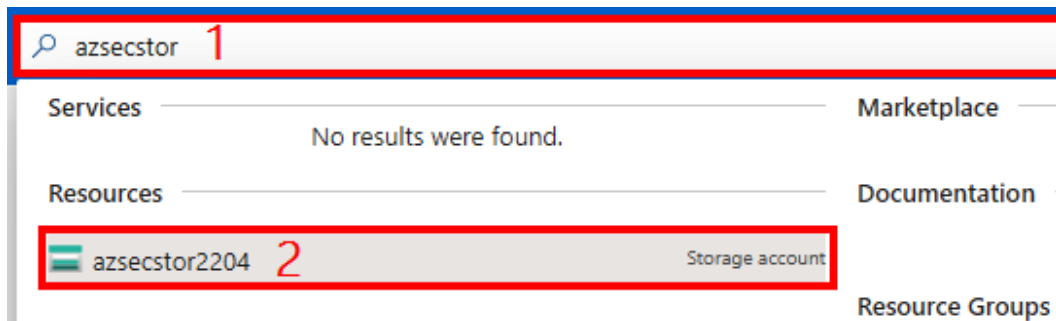 azsecstor 1
Services
No results were found.
Marketplace
Resources
Documentation
azsecstor2204 2 Storage account
Resource Groups